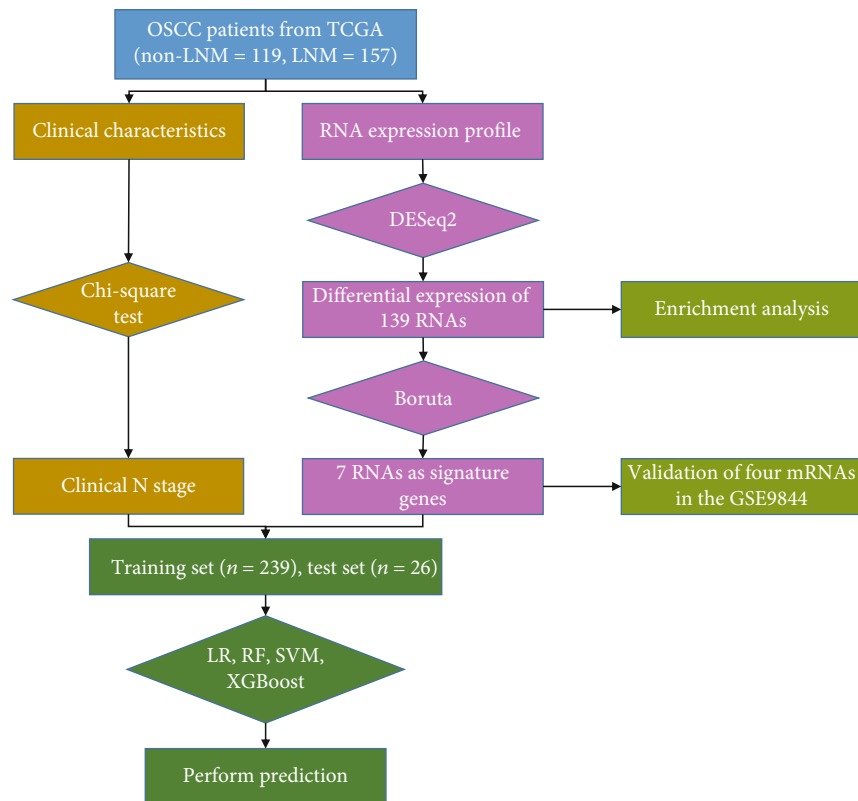 OSCC patients from TCGA
(non-LNM = 119, LNM = 157)
Clinical characteristics
RNA expression profile
DESeq2
Chi-square
test
Differential expression of
139 RNAs
Enrichment analysis
Boruta
Clinical N stage
7 RNAs as signature
genes
Validation of four mRNAs
in the GSE9844
Training set (n = 239), test set (n = 26)
LR, RF, SVM,
XGBoost
Perform prediction